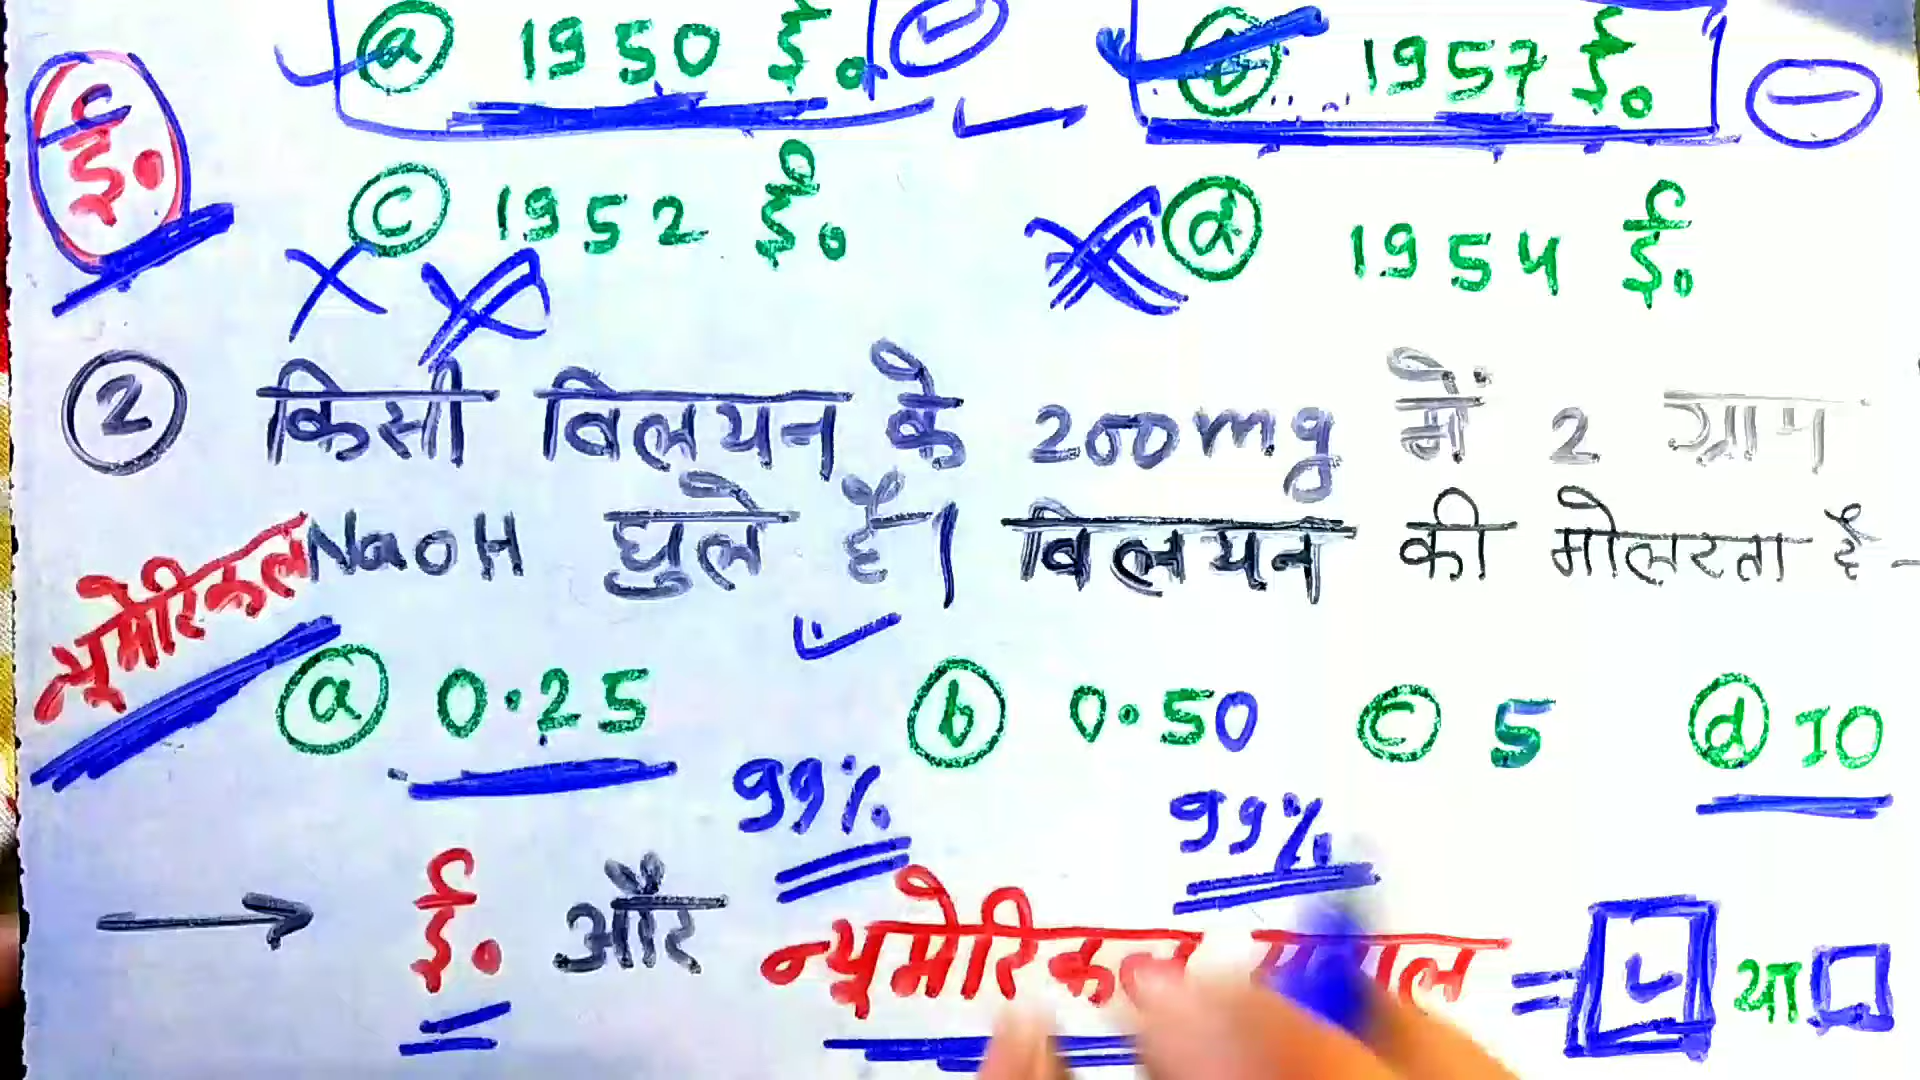 ⓐ 1950 ई० ⓑ 1957 ई०
ई०
ⓒ 1952 ई० ⓓ 1954 ई०
② किसी विलयन के 200mg में 2 ग्राम
न्यूमेरिकल NaOH घुले है। विलयन की मोलरता है -
ⓐ 0.25 ⓑ 0.50 ⓒ 5 ⓓ 10
99% 99%
→ ई० और न्यूमेरिकल = या